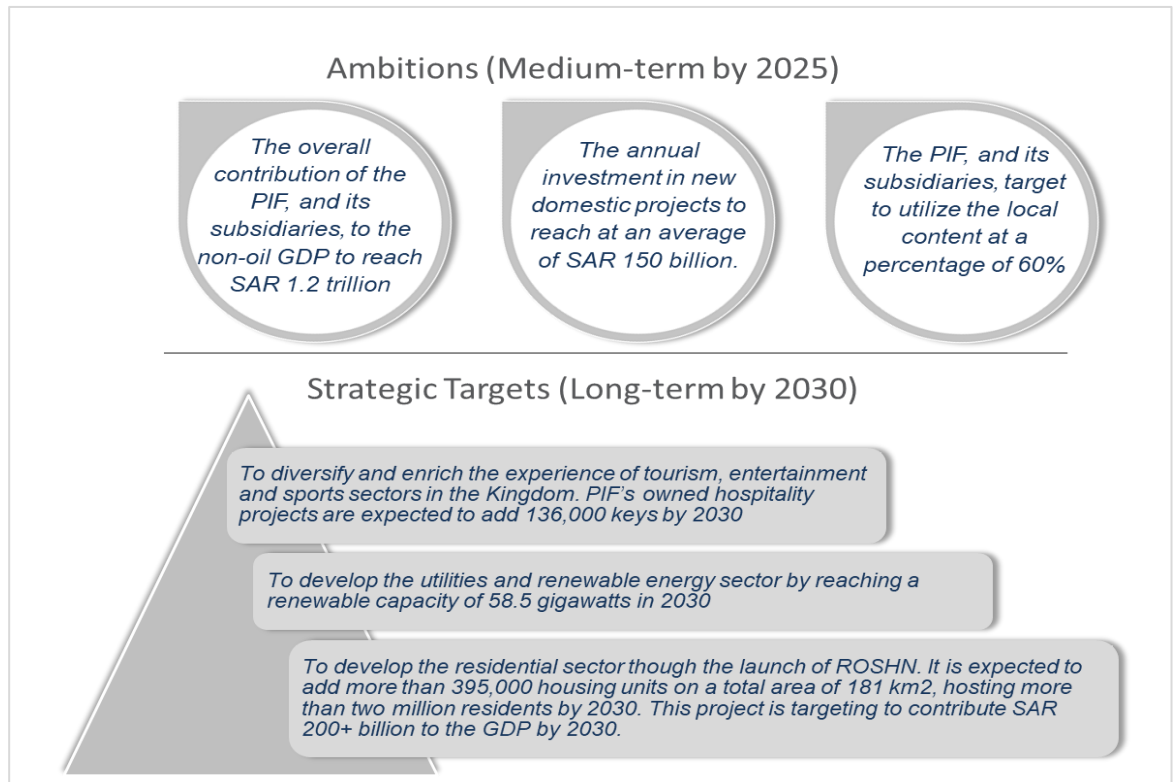 Ambitions (Medium-term by 2025)
The overall
contribution of the
PIF, and its
subsidiaries, to the
non-oil GDP to reach
SAR 1.2 trillion
The annual
investment in new
domestic projects to
reach at an average
of SAR 150 billion.
The PIF, and its
subsidiaries, target
to utilize the local
content at a
percentage of 60%
Strategic Targets (Long-term by 2030)
To diversify and enrich the experience of tourism, entertainment
and sports sectors in the Kingdom. PIF's owned hospitality
projects are expected to add 136,000 keys by 2030
To develop the utilities and renewable energy sector by reaching a
renewable capacity of 58.5 gigawatts in 2030
To develop the residential sector though the launch of ROSHN. It is expected to
add more than 395,000 housing units on a total area of 181 km2, hosting more
than two million residents by 2030. This project is targeting to contribute SAR
200+ billion to the GDP by 2030.